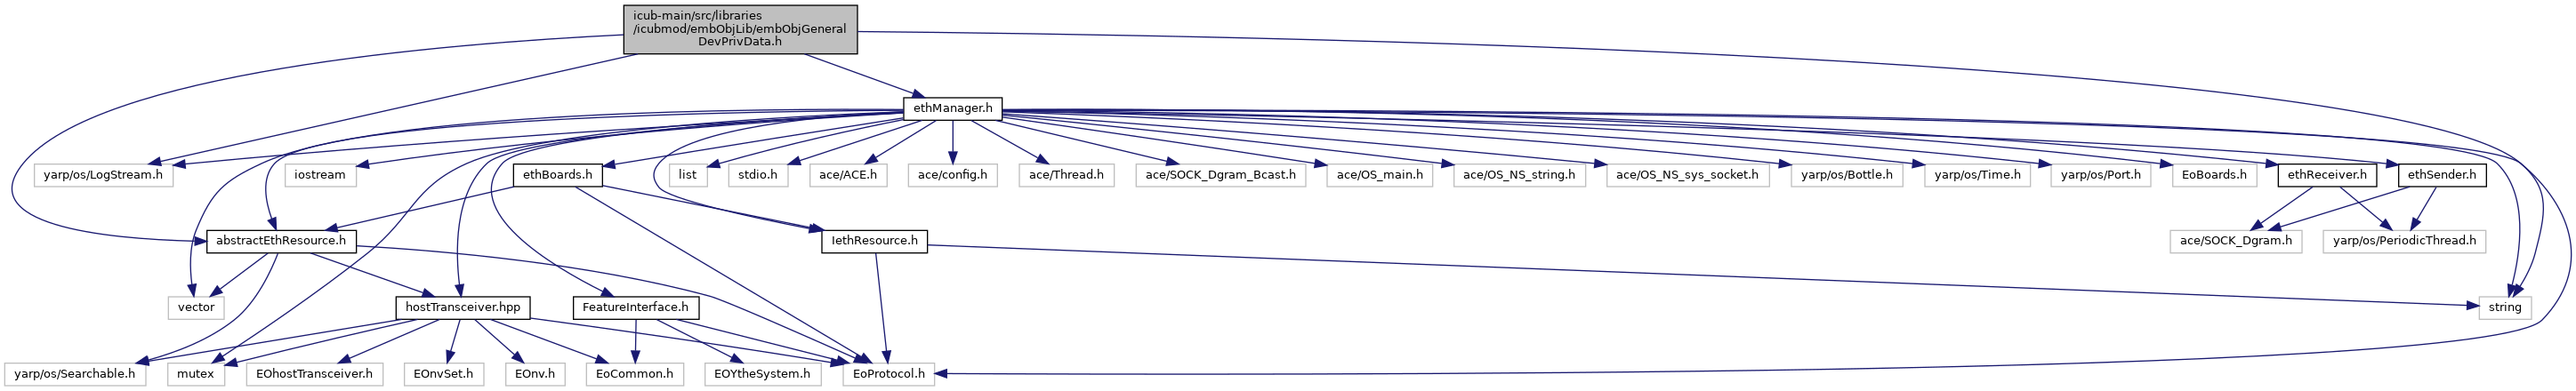 icub-main/src/libraries
/icubmod/embObjLib/embObjGeneral
DevPrivData.h
ethManager.h
yarp/os/LogStream.h
iostream
ethBoards.h
list
stdio.h
ace/ACE.h
ace/config.h
ace/Thread.h
ace/SOCK_Dgram_Bcast.h
ace/OS_main.h
ace/OS_NS_string.h
ace/OS_NS_sys_socket.h
yarp/os/Bottle.h
yarp/os/Time.h
yarp/os/Port.h
EoBoards.h
ethReceiver.h
ethSender.h
abstractEthResource.h
IethResource.h
ace/SOCK_Dgram.h
yarp/os/PeriodicThread.h
vector
hostTransceiver.hpp
FeatureInterface.h
string
yarp/os/Searchable.h
mutex
EOhostTransceiver.h
EOnvSet.h
EOnv.h
EoCommon.h
EOYtheSystem.h
EoProtocol.h